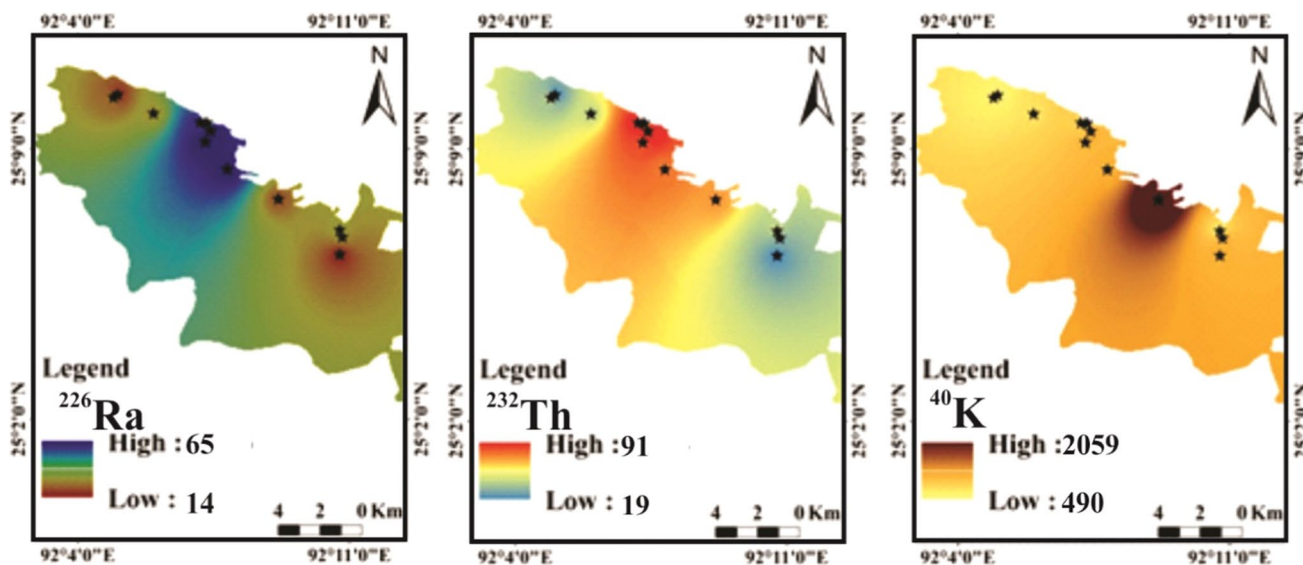 92°4'0"E 92°11'0"E
N
25°9'0"N
25°2'0"N
Legend
226Ra
High : 65
Low : 14
4 2 0 Km
92°4'0"E 92°11'0"E
92°4'0"E 92°11'0"E
N
25°9'0"N
25°2'0"N
Legend
232Th
High : 91
Low : 19
4 2 0 Km
92°4'0"E 92°11'0"E
92°4'0"E 92°11'0"E
N
25°9'0"N
25°9'0"N
25°2'0"N
25°2'0"N
Legend
40K
High :2059
Low : 490
4 2 0 Km
92°4'0"E 92°11'0"E